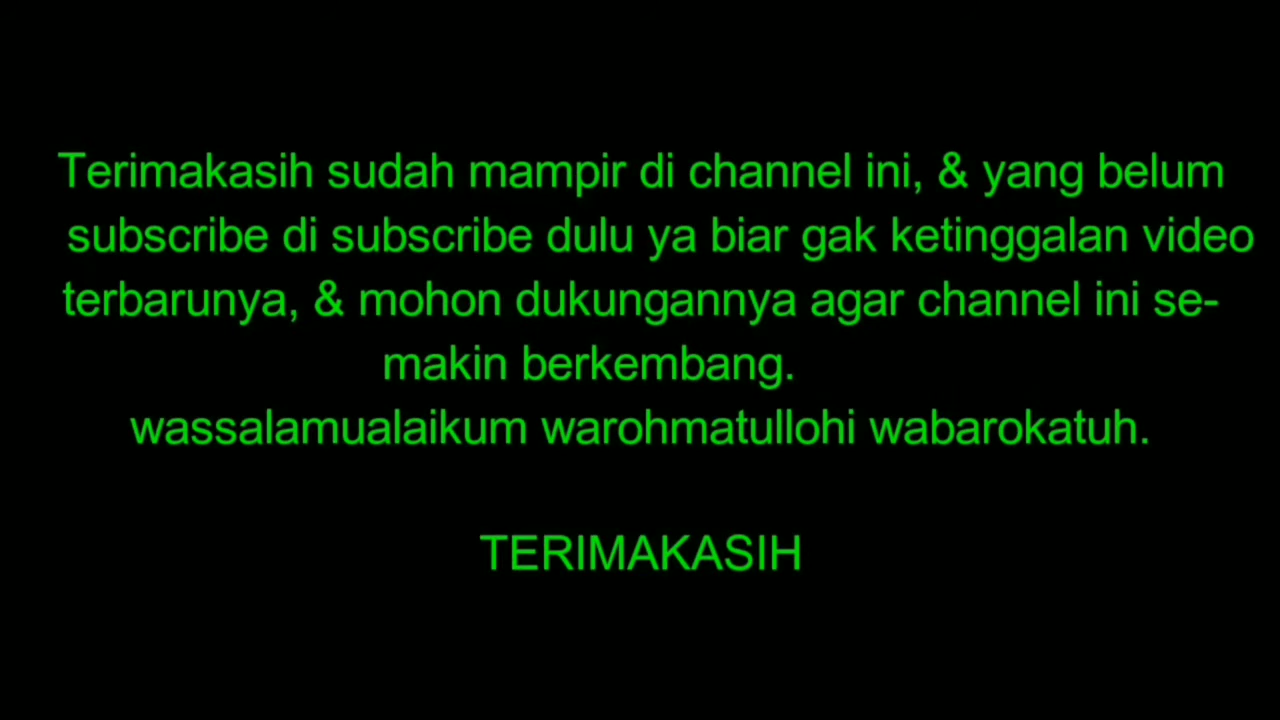 Terimakasih sudah mampir di channel ini, & yang belum
subscribe di subscribe dulu ya biar gak ketinggalan video
terbarunya, & mohon dukungannya agar channel ini se-
makin berkembang.
wassalamualaikum warohmatullohi wabarokatuh.
TERIMAKASIH